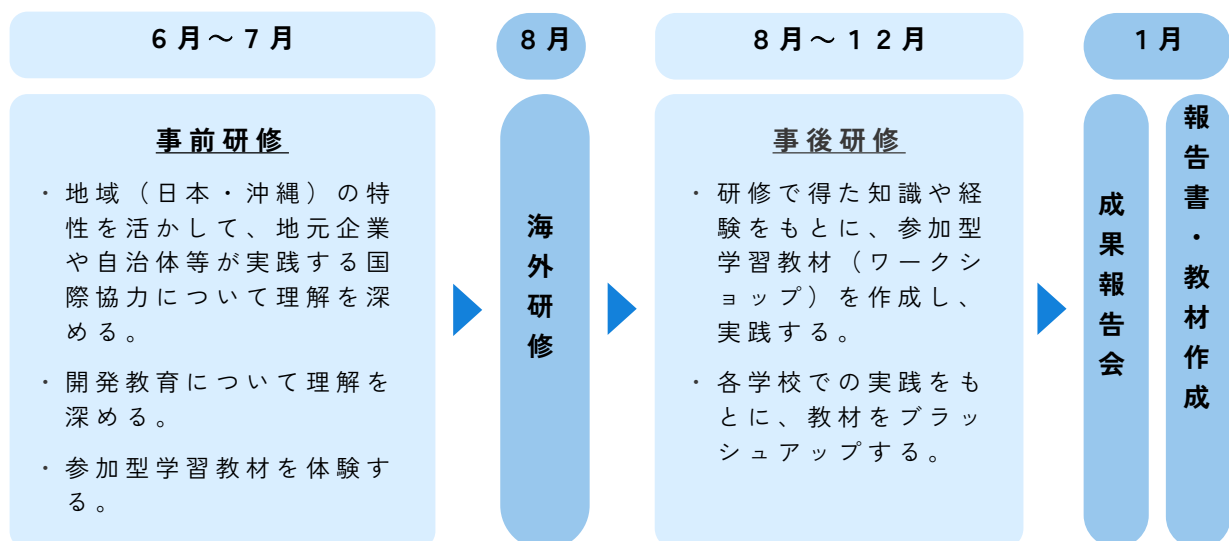 6月〜7月
事前研修
・地域（日本・沖縄）の特
性を活かして、地元企業
や自治体等が実践する国
際協力について理解を深
める。
・開発教育について理解を
深める。
・参加型学習教材を体験す
る。
8月
海外研修
8月〜12月
事後研修
・研修で得た知識や経
験をもとに、参加型
学習教材（ワークシ
ョップ）を作成し、
実践する。
・各学校での実践をも
とに、教材をブラッ
シュアップする。
1月
成果報告会
報告書・教材作成